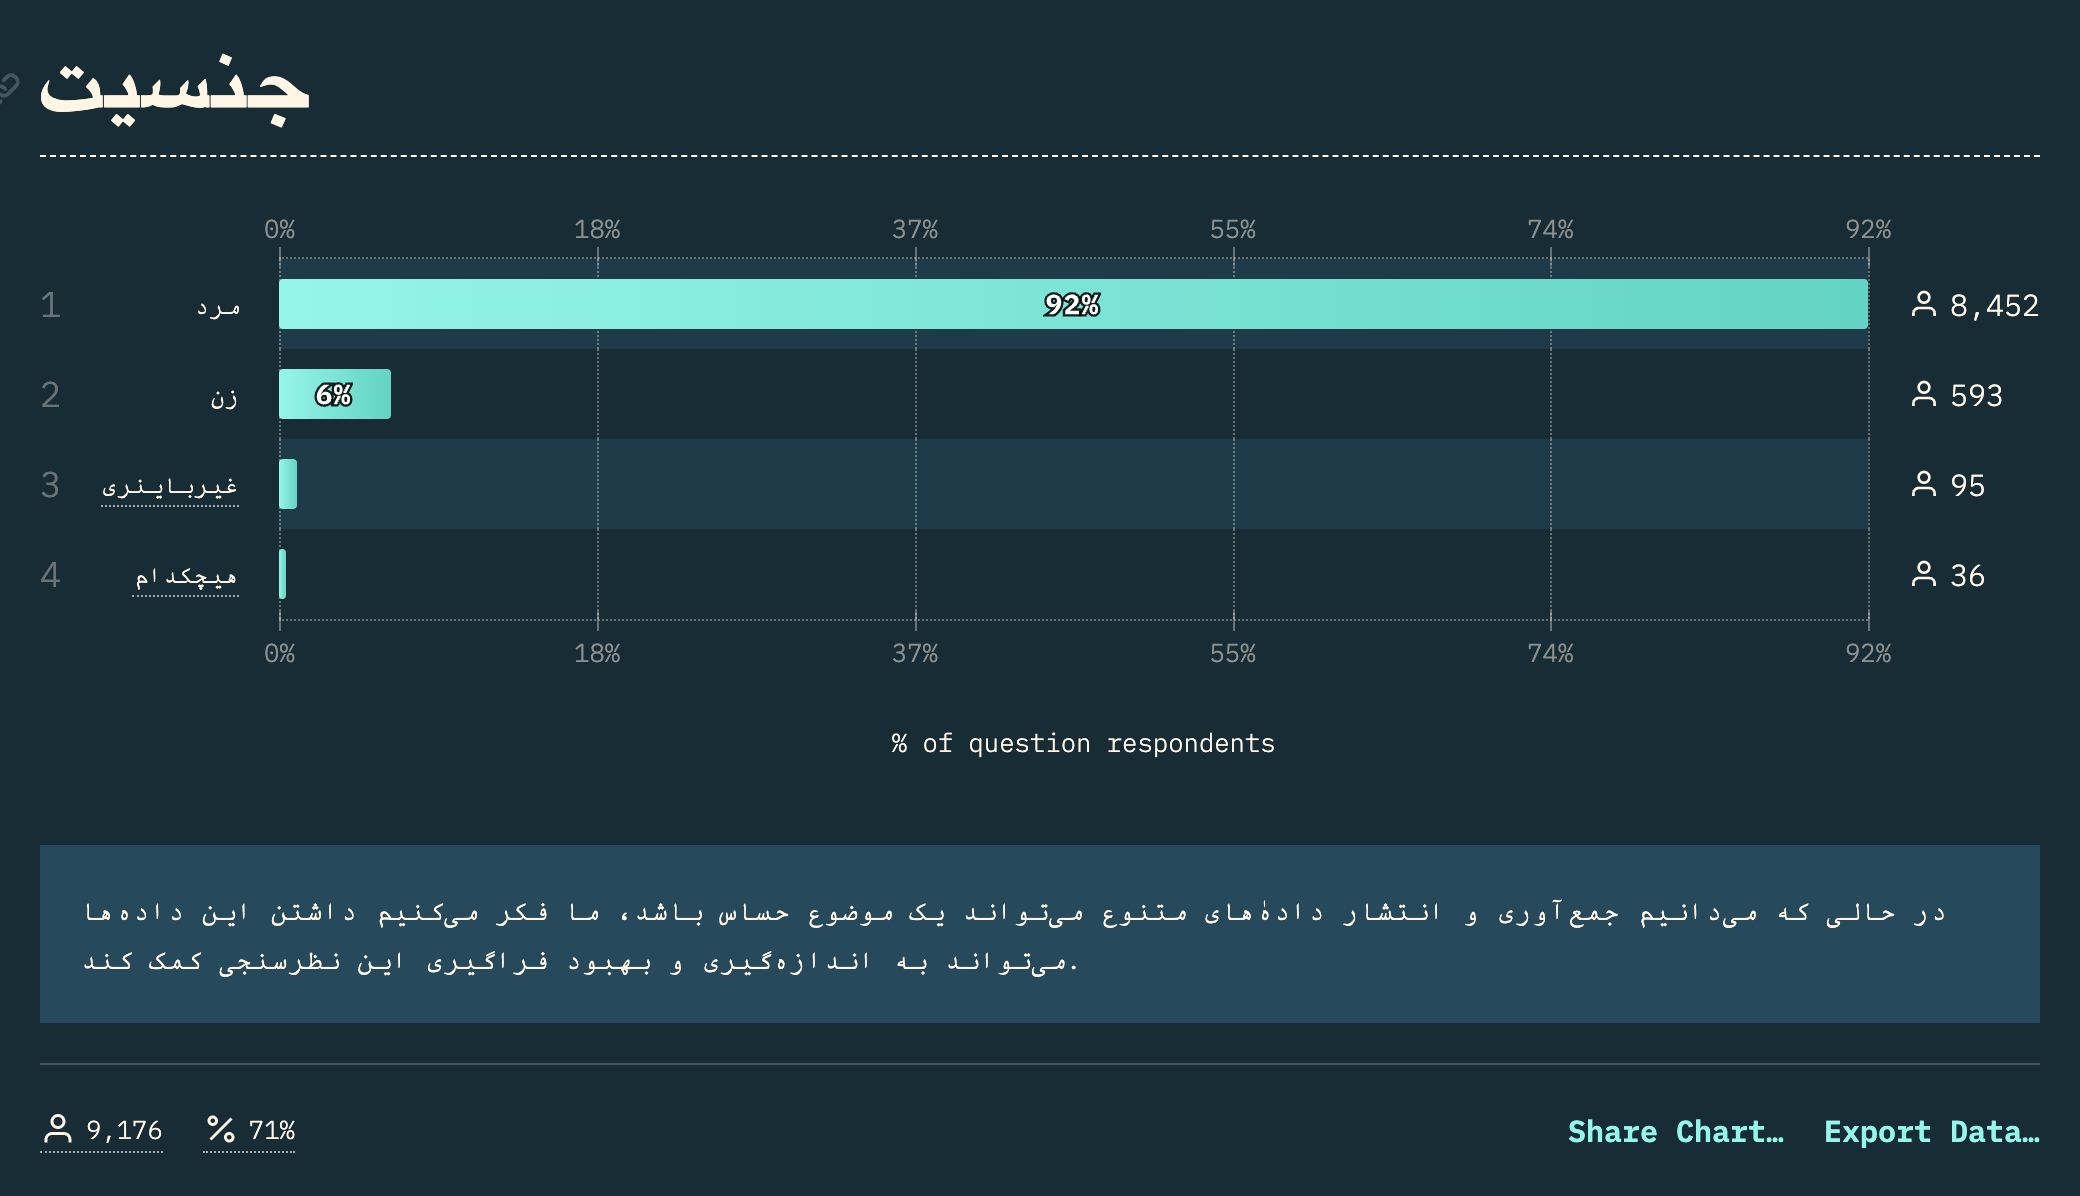 جنسیت
0% 18% 37% 55% 74% 92%
1 مرد 92% 8,452
2 زن 6% 593
3 غیرباینری 95
4 هیچکدام 36
0% 18% 37% 55% 74% 92%
% of question respondents
در حالی که می‌دانیم جمع‌آوری و انتشار دادهٔ‌های متنوع می‌تواند یک موضوع حساس باشد، ما فکر می‌کنیم داشتن این داده‌ها
می‌تواند به اندازه‌گیری و بهبود فراگیری این نظرسنجی کمک کند.
9,176 71% Share Chart… Export Data…